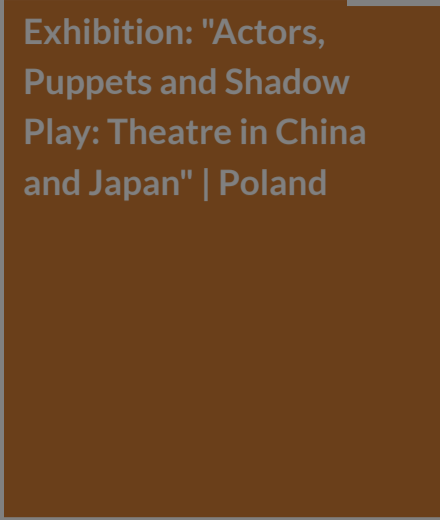 Exhibition: "Actors,
Puppets and Shadow
Play: Theatre in China
and Japan" | Poland